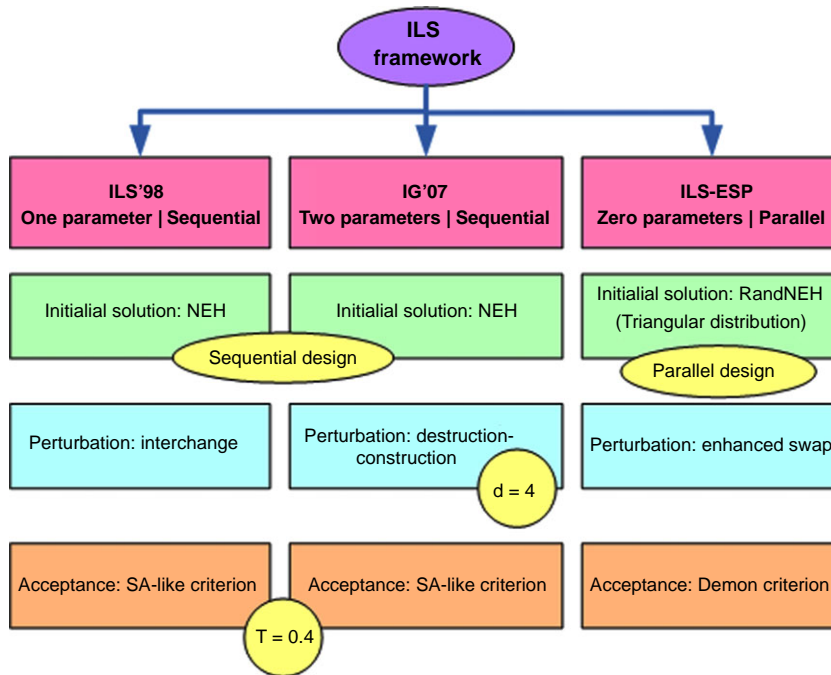 ILS
framework
ILS'98
One parameter | Sequential
IG'07
Two parameters | Sequential
ILS-ESP
Zero parameters | Parallel
Initialial solution: NEH
Initialial solution: NEH
Initialial solution: RandNEH
(Triangular distribution)
Sequential design
Parallel design
Perturbation: interchange
Perturbation: destruction-
construction
Perturbation: enhanced swap
d = 4
Acceptance: SA-like criterion
Acceptance: SA-like criterion
Acceptance: Demon criterion
T = 0.4